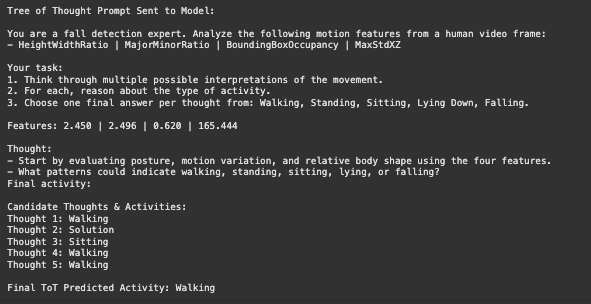 Tree of Thought Prompt Sent to Model:
You are a fall detection expert. Analyze the following motion features from a human video frame:
- HeightWidthRatio | MajorMinorRatio | BoundingBoxOccupancy | MaxStdXZ
Your task:
1. Think through multiple possible interpretations of the movement.
2. For each, reason about the type of activity.
3. Choose one final answer per thought from: Walking, Standing, Sitting, Lying Down, Falling.
Features: 2.450 | 2.496 | 0.620 | 165.444
Thought:
- Start by evaluating posture, motion variation, and relative body shape using the four features.
- What patterns could indicate walking, standing, sitting, lying, or falling?
Final activity:
Candidate Thoughts & Activities:
Thought 1: Walking
Thought 2: Solution
Thought 3: Sitting
Thought 4: Walking
Thought 5: Walking
Final ToT Predicted Activity: Walking